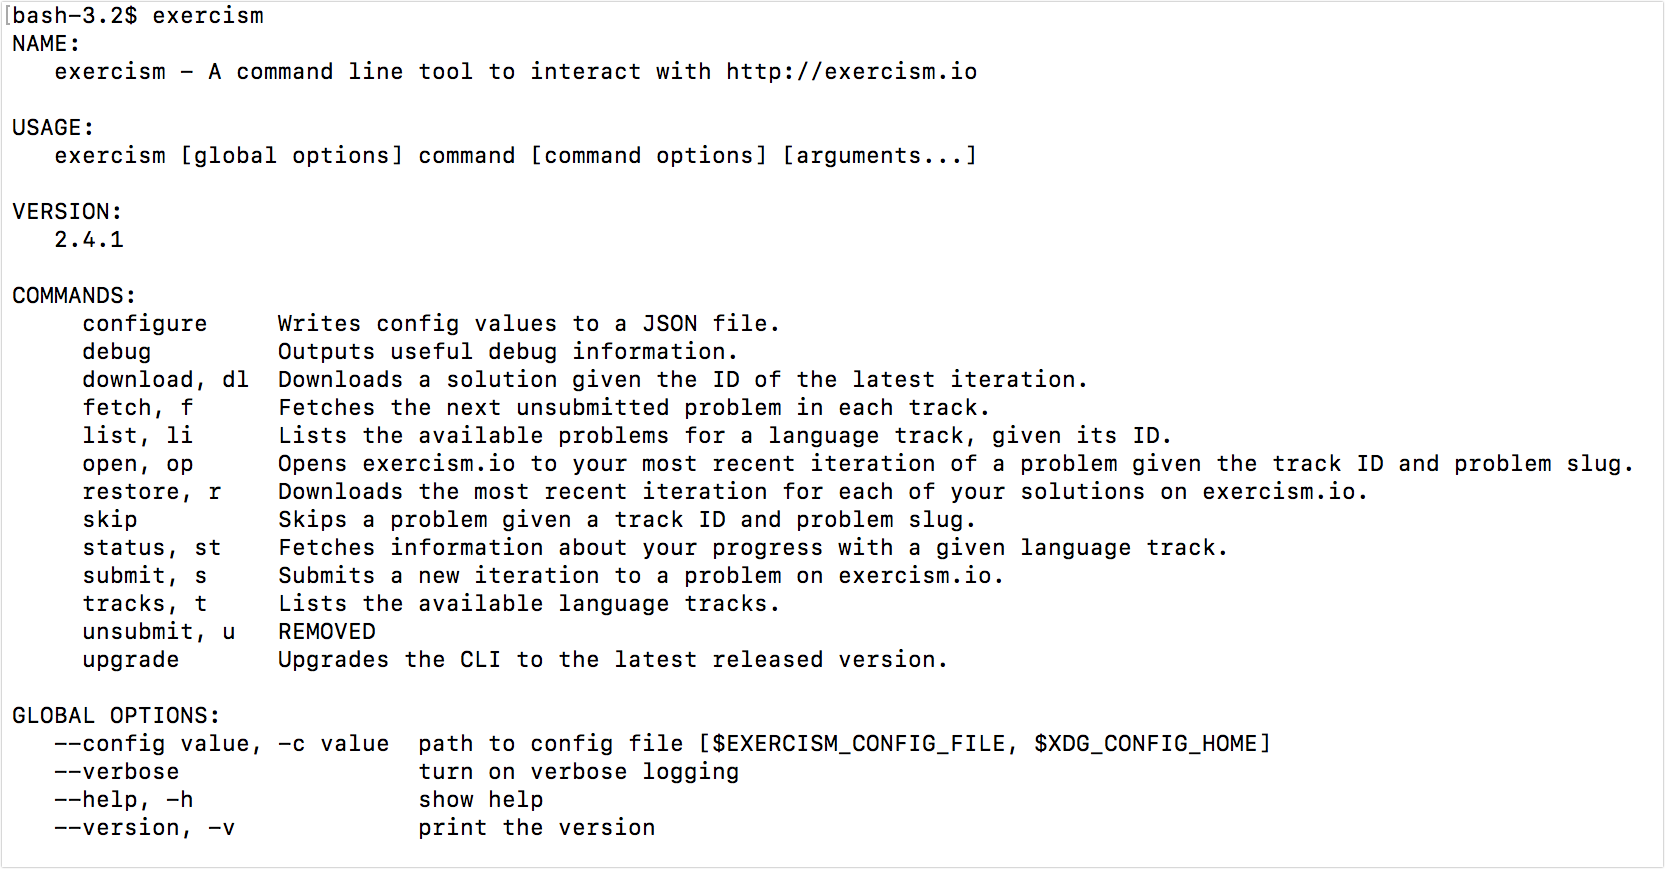 [bash-3.2$ exercism
NAME:
   exercism - A command line tool to interact with http://exercism.io

USAGE:
   exercism [global options] command [command options] [arguments...]

VERSION:
   2.4.1

COMMANDS:
     configure     Writes config values to a JSON file.
     debug         Outputs useful debug information.
     download, dl  Downloads a solution given the ID of the latest iteration.
     fetch, f      Fetches the next unsubmitted problem in each track.
     list, li      Lists the available problems for a language track, given its ID.
     open, op      Opens exercism.io to your most recent iteration of a problem given the track ID and problem slug.
     restore, r    Downloads the most recent iteration for each of your solutions on exercism.io.
     skip          Skips a problem given a track ID and problem slug.
     status, st    Fetches information about your progress with a given language track.
     submit, s     Submits a new iteration to a problem on exercism.io.
     tracks, t     Lists the available language tracks.
     unsubmit, u   REMOVED
     upgrade       Upgrades the CLI to the latest released version.

GLOBAL OPTIONS:
   --config value, -c value  path to config file [$EXERCISM_CONFIG_FILE, $XDG_CONFIG_HOME]
   --verbose                 turn on verbose logging
   --help, -h                show help
   --version, -v             print the version